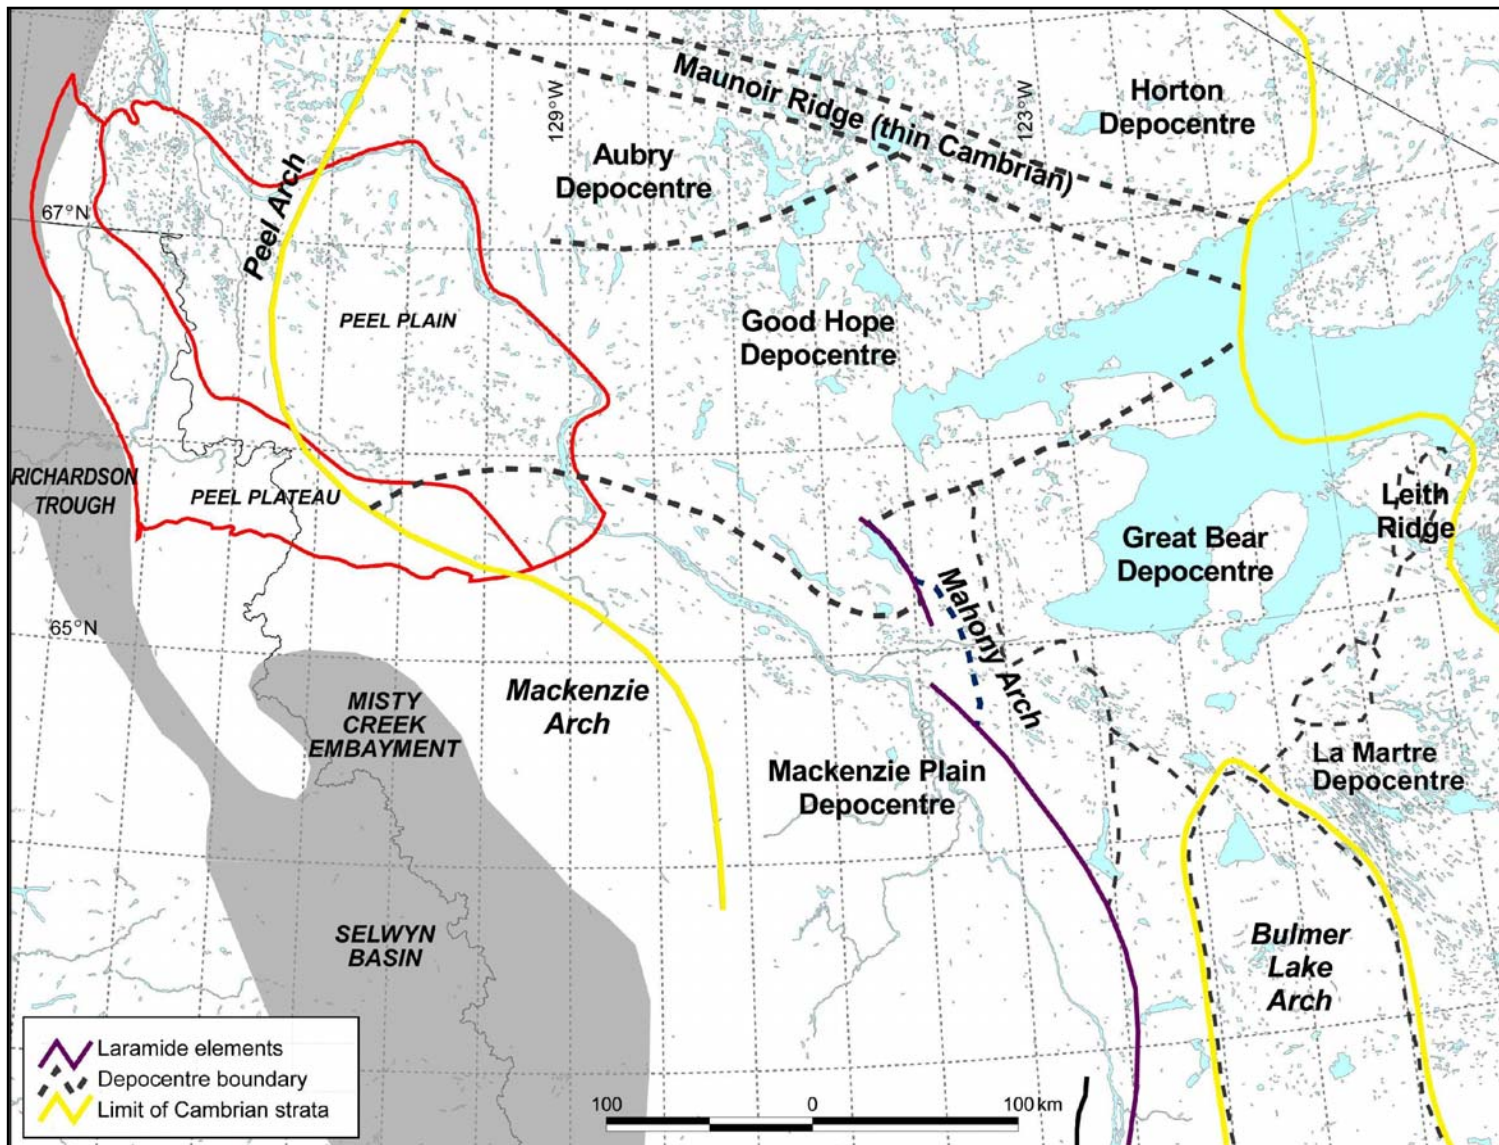 Maunoir Ridge (thin Cambrian)
129°W
123°W
Horton
Depocentre
Aubry
Depocentre
Peel Arch
67°N
PEEL PLAIN
Good Hope
Depocentre
RICHARDSON
TROUGH
PEEL PLATEAU
Leith
Ridge
Great Bear
Depocentre
Mahony Arch
65°N
Mackenzie
Arch
MISTY
CREEK
EMBAYMENT
Mackenzie Plain
Depocentre
La Martre
Depocentre
SELWYN
BASIN
Bulmer
Lake
Arch
Laramide elements
Depocentre boundary
Limit of Cambrian strata
100 0 100 km